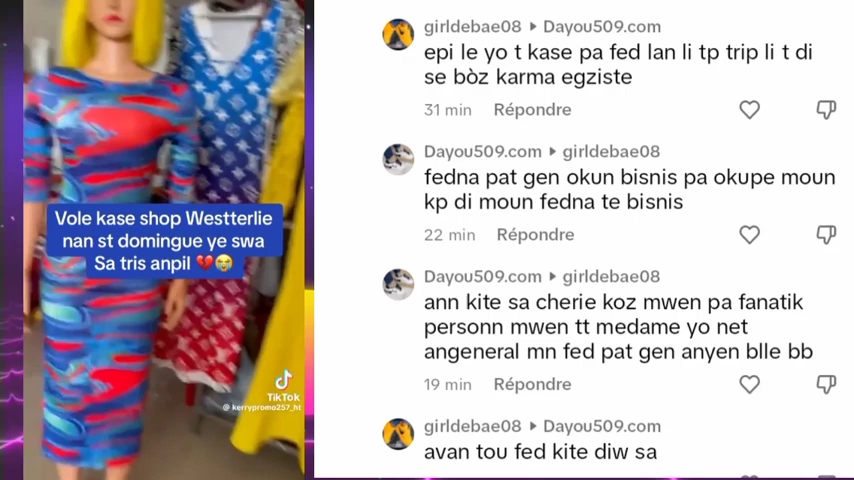 Vole kase shop Westterlie
nan st domingue ye swa
Sa tris anpil 💔😭
TikTok
@ kerrypromo257_ht
girldebae08 ▸ Dayou509.com
epi le yo t kase pa fed lan li tp trip li t di
se bòz karma egziste
31 min Répondre
Dayou509.com ▸ girldebae08
fedna pat gen okun bisnis pa okupe moun
kp di moun fedna te bisnis
22 min Répondre
Dayou509.com ▸ girldebae08
ann kite sa cherie koz mwen pa fanatik
personn mwen tt medame yo net
angeneral mn fed pat gen anyen blle bb
19 min Répondre
girldebae08 ▸ Dayou509.com
avan tou fed kite diw sa